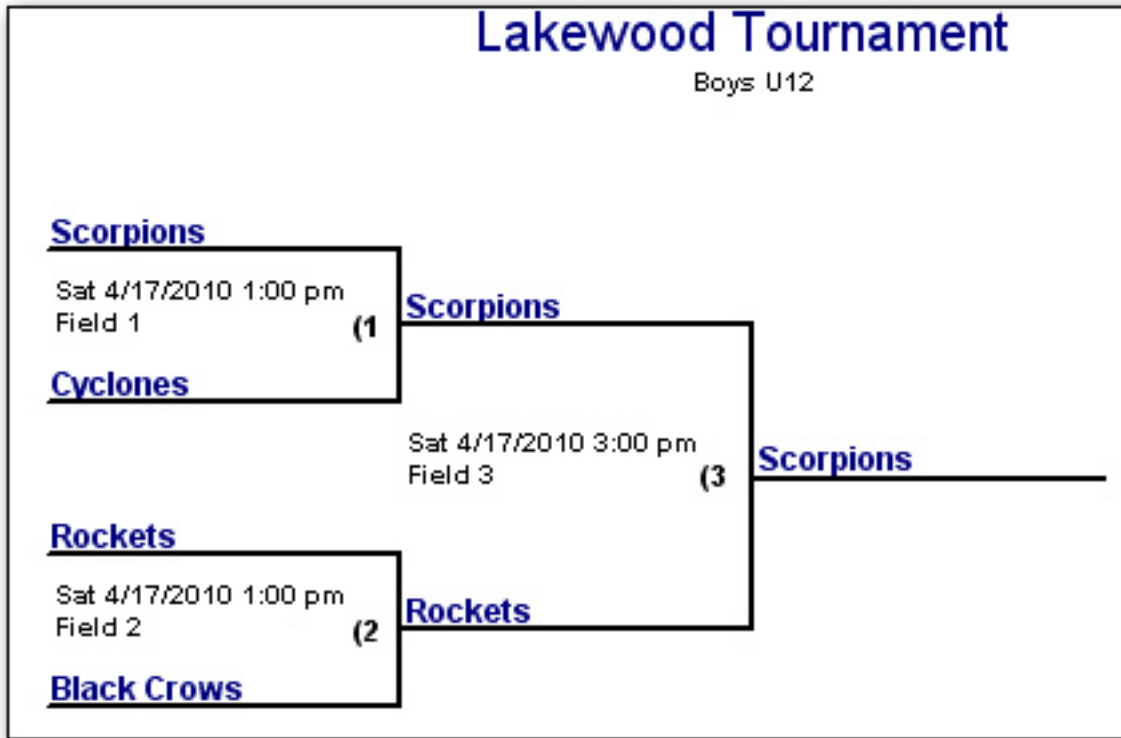 Lakewood Tournament
Boys U12
Scorpions
Sat 4/17/2010 1:00 pm
Field 1 (1
Cyclones
Scorpions
Sat 4/17/2010 3:00 pm
Field 3 (3
Scorpions
Rockets
Sat 4/17/2010 1:00 pm
Field 2 (2
Black Crows
Rockets